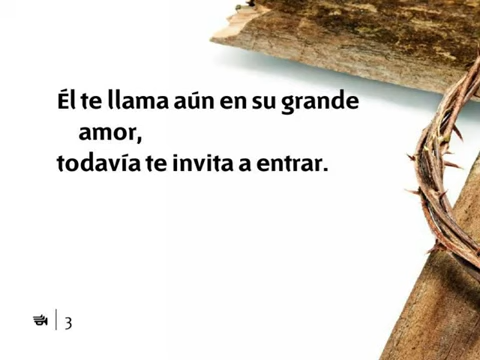 Él te llama aún en su grande
amor,
todavía te invita a entrar.
3